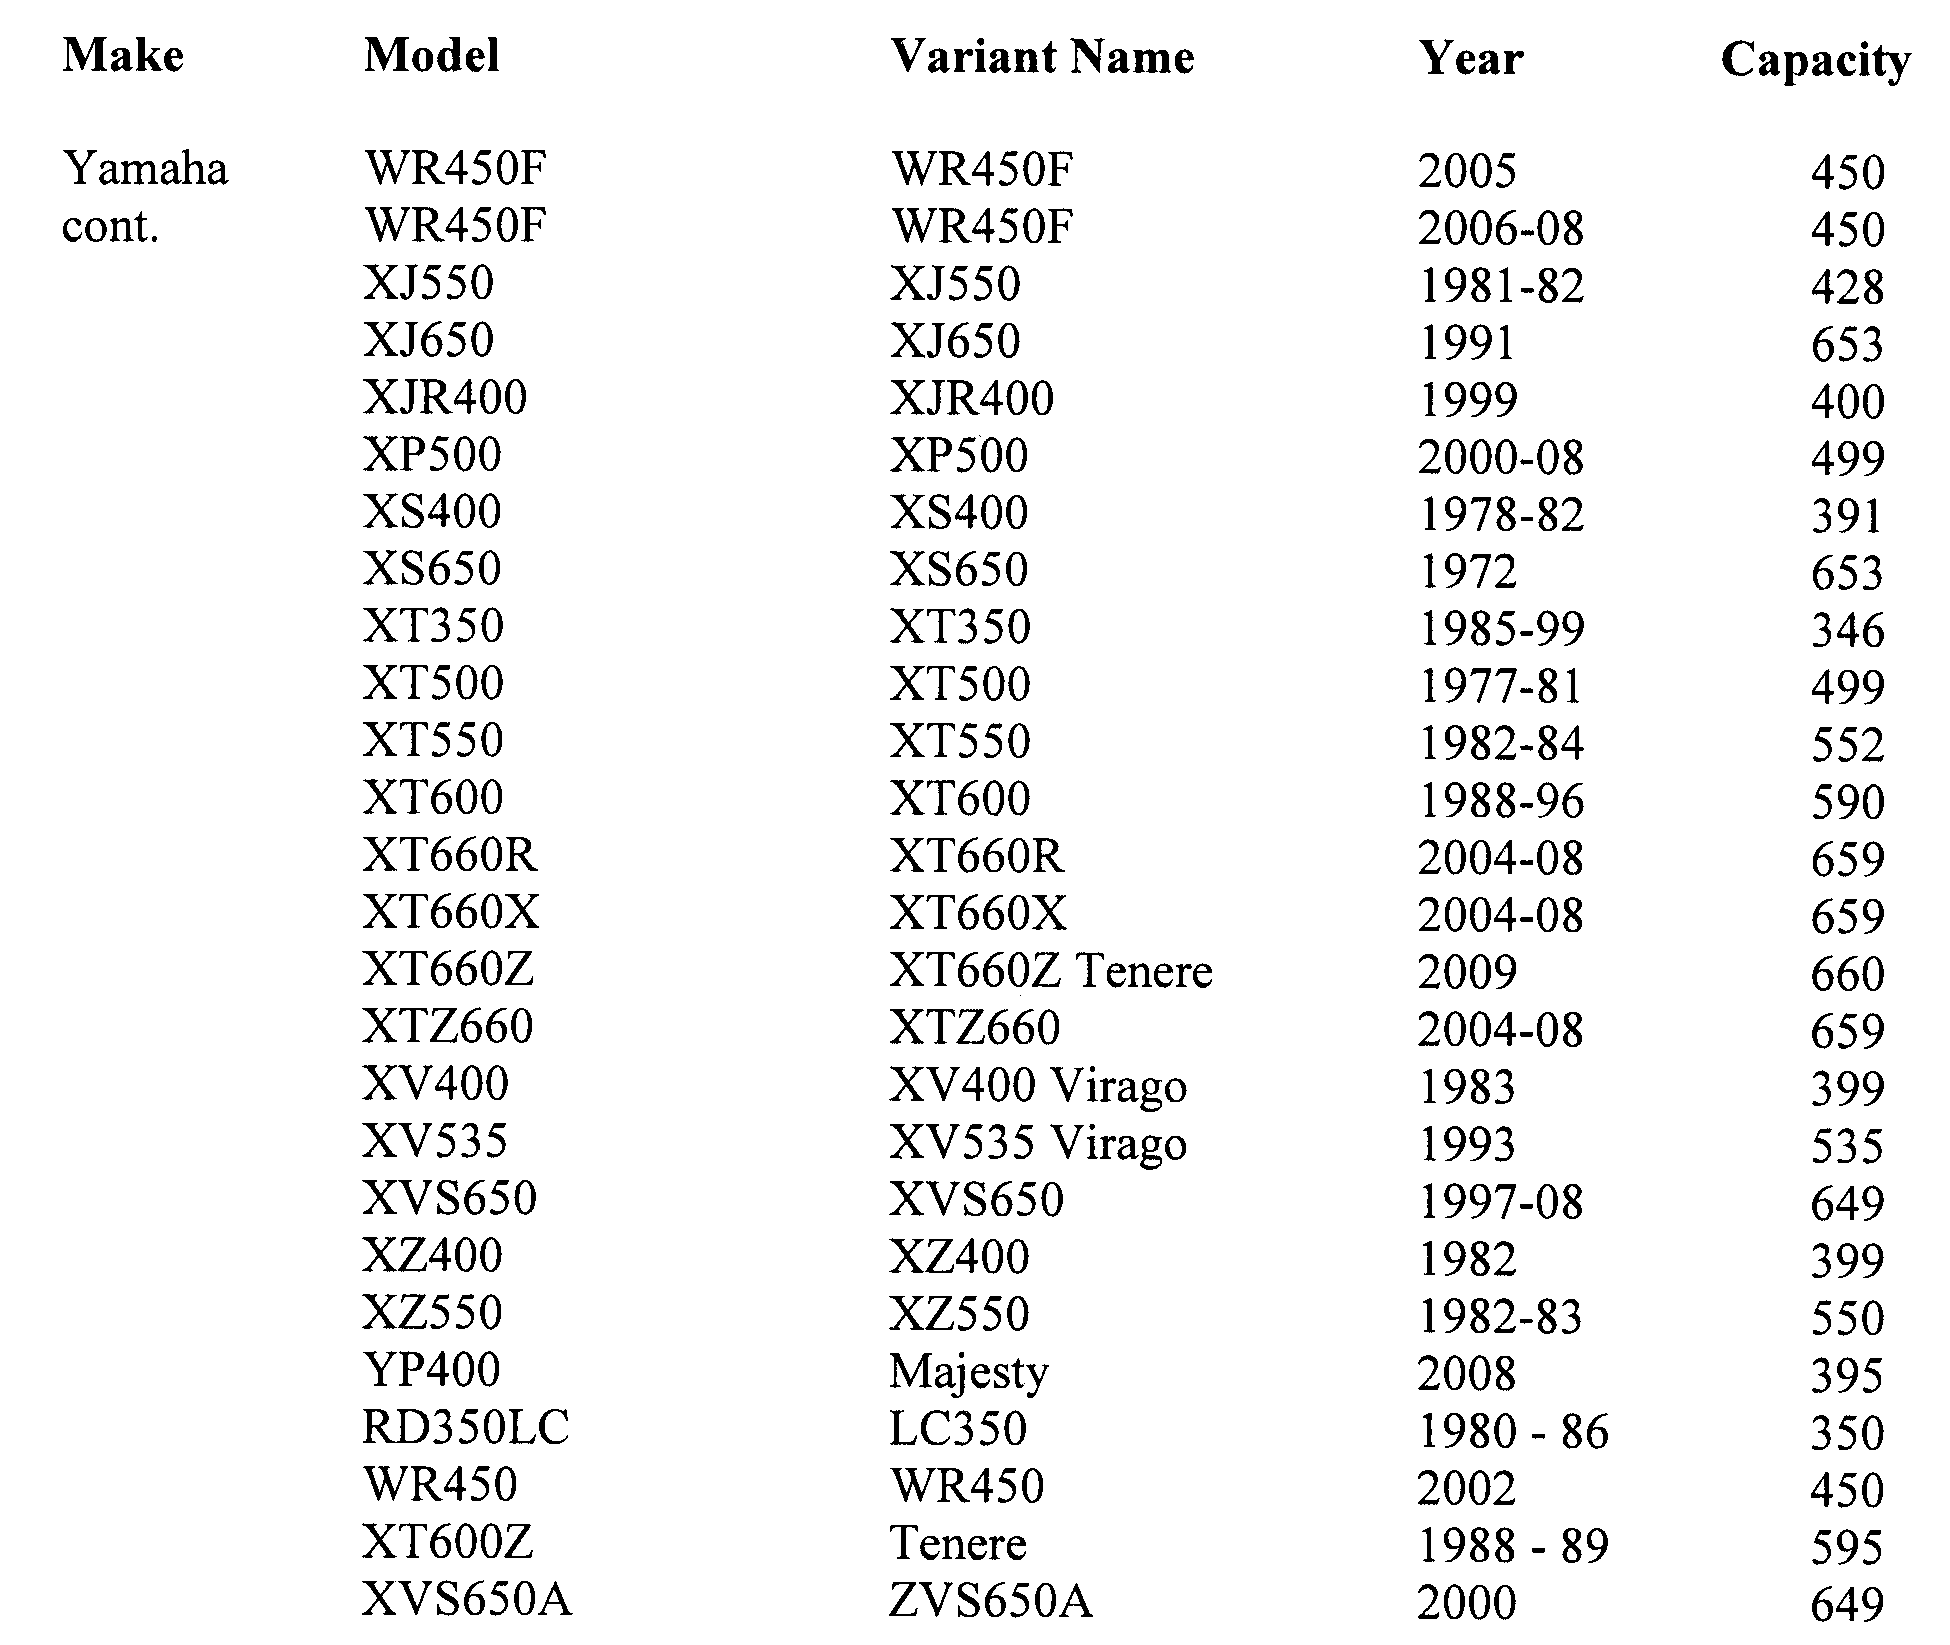 Make Model Variant Name Year Capacity
Yamaha WR450F WR450F 2005 450
cont. WR450F WR450F 2006-08 450
XJ550 XJ550 1981-82 428
XJ650 XJ650 1991 653
XJR400 XJR400 1999 400
XP500 XP500 2000-08 499
XS400 XS400 1978-82 391
XS650 XS650 1972 653
XT350 XT350 1985-99 346
XT500 XT500 1977-81 499
XT550 XT550 1982-84 552
XT600 XT600 1988-96 590
XT660R XT660R 2004-08 659
XT660X XT660X 2004-08 659
XT660Z XT660Z Tenere 2009 660
XTZ660 XTZ660 2004-08 659
XV400 XV400 Virago 1983 399
XV535 XV535 Virago 1993 535
XVS650 XVS650 1997-08 649
XZ400 XZ400 1982 399
XZ550 XZ550 1982-83 550
YP400 Majesty 2008 395
RD350LC LC350 1980 - 86 350
WR450 WR450 2002 450
XT600Z Tenere 1988 - 89 595
XVS650A ZVS650A 2000 649